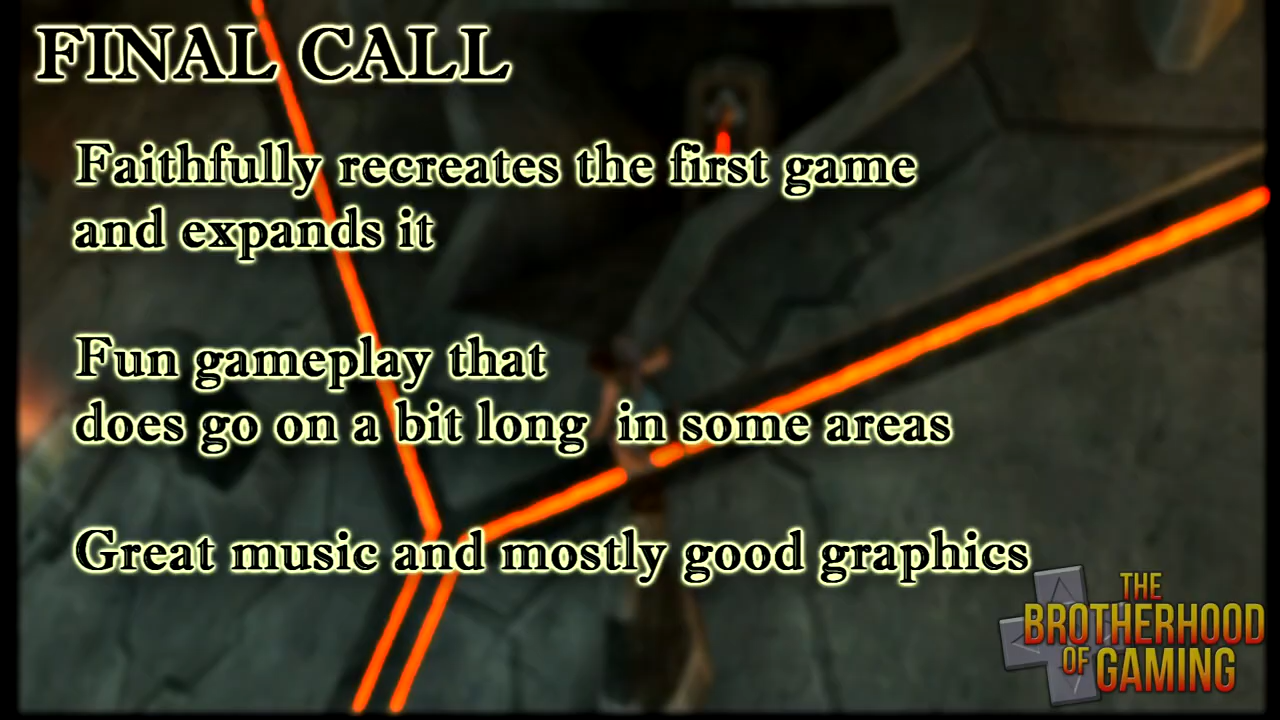 FINAL CALL
Faithfully recreates the first game
and expands it
Fun gameplay that
does go on a bit long in some areas
Great music and mostly good graphics
THE
BROTHERHOOD
OF GAMING